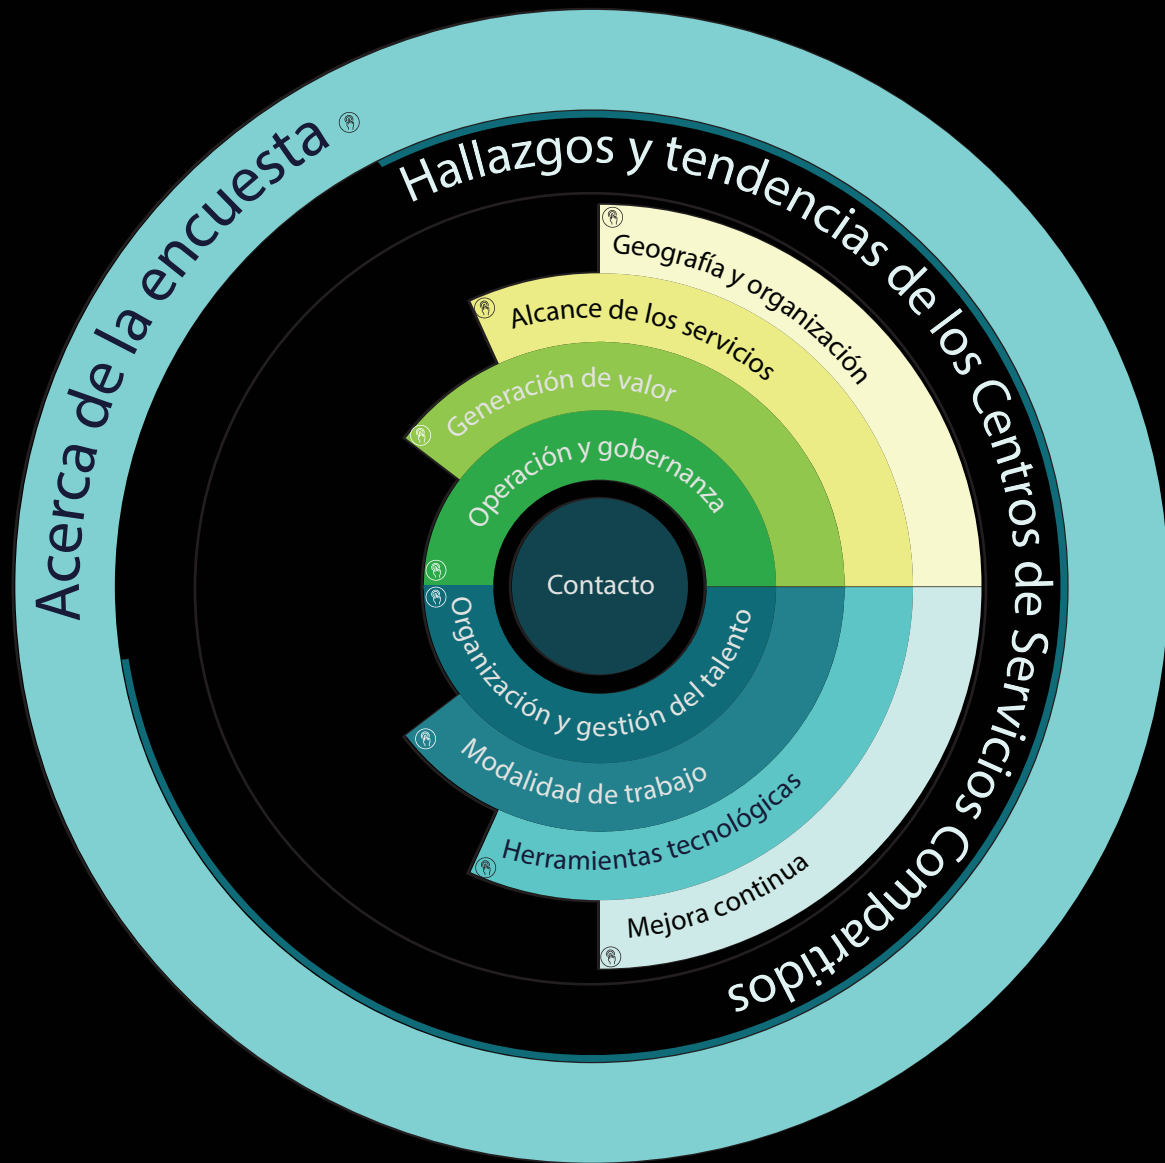 Acerca de la encuesta
Hallazgos y tendencias de los Centros de Servicios Compartidos
Geografía y organización
Alcance de los servicios
Generación de valor
Operación y gobernanza
Contacto
Organización y gestión del talento
Modalidad de trabajo
Herramientas tecnológicas
Mejora continua